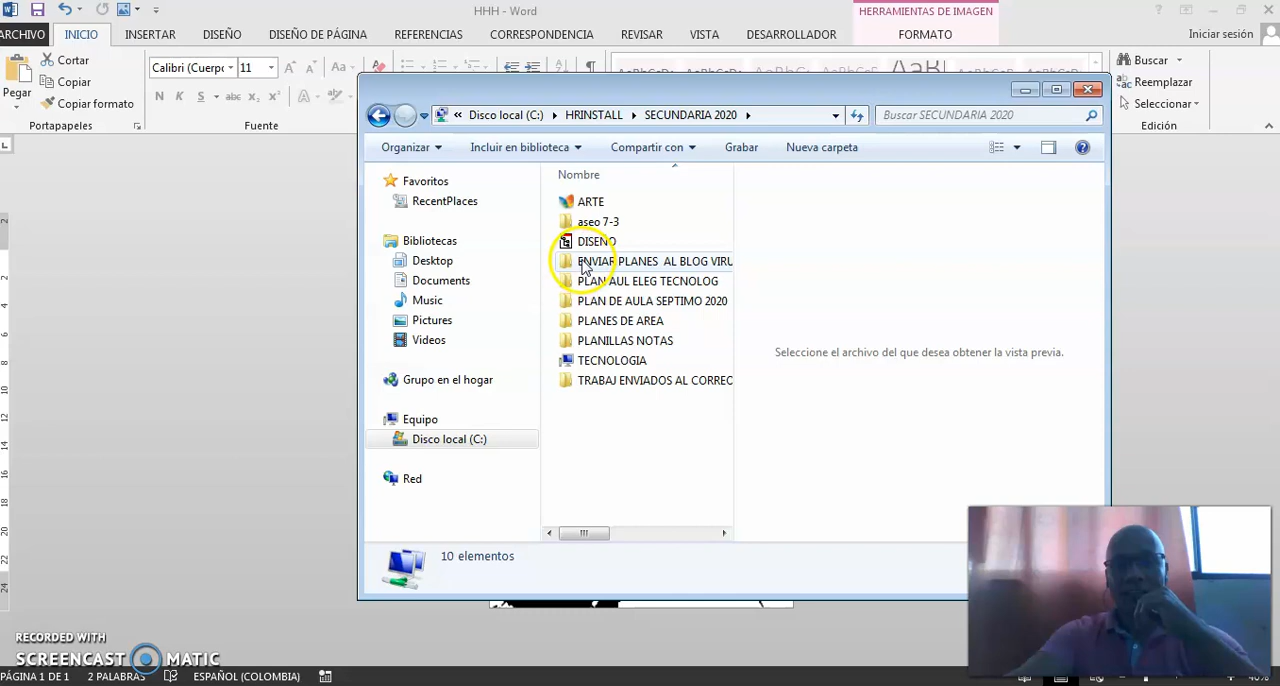 HHH - Word
HERRAMIENTAS DE IMAGEN
ARCHIVO INICIO INSERTAR DISEÑO DISEÑO DE PÁGINA REFERENCIAS CORRESPONDENCIA REVISAR VISTA DESARROLLADOR FORMATO Iniciar sesión
Cortar
Copiar
Copiar formato
Pegar
Portapapeles
Calibri (Cuerpo 11
N K S abc x₂ x²
Fuente
Buscar
Reemplazar
Seleccionar
Edición
« Disco local (C:) HRINSTALL SECUNDARIA 2020
Buscar SECUNDARIA 2020
Organizar Incluir en biblioteca Compartir con Grabar Nueva carpeta
Favoritos
RecentPlaces
Bibliotecas
Desktop
Documents
Music
Pictures
Videos
Grupo en el hogar
Equipo
Disco local (C:)
Red
Nombre
ARTE
aseo 7-3
DISEÑO
ENVIAR PLANES AL BLOG VIRU
PLAN AUL ELEG TECNOLOG
PLAN DE AULA SEPTIMO 2020
PLANES DE AREA
PLANILLAS NOTAS
TECNOLOGIA
TRABAJ ENVIADOS AL CORREO
Seleccione el archivo del que desea obtener la vista previa.
10 elementos
RECORDED WITH
SCREENCAST MATIC
PÁGINA 1 DE 1 2 PALABRAS ESPAÑOL (COLOMBIA) 40%